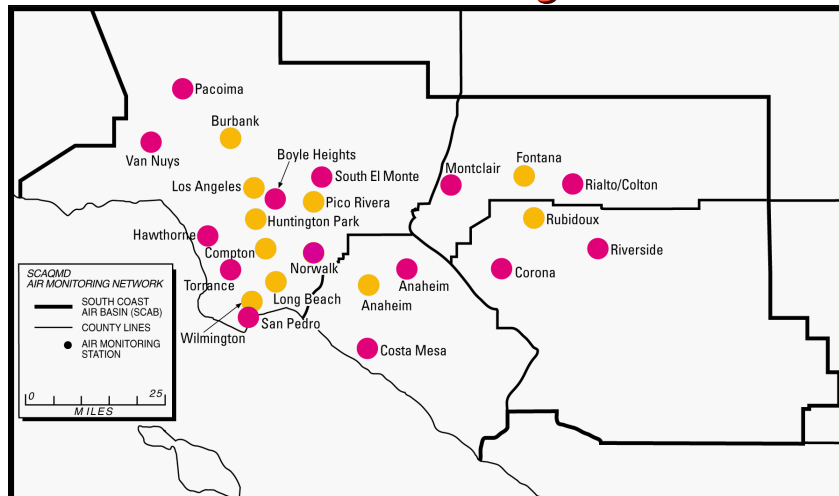 Pacoima
Burbank
Van Nuys
Boyle Heights
South El Monte
Montclair
Fontana
Los Angeles
Rialto/Colton
Pico Rivera
Huntington Park
Rubidoux
Hawthorne
Compton
Riverside
Norwalk
Torrance
Anaheim
Corona
Long Beach
Anaheim
San Pedro
Wilmington
Costa Mesa
SCAQMD
AIR MONITORING NETWORK
SOUTH COAST
AIR BASIN (SCAB)
COUNTY LINES
AIR MONITORING
STATION
0 25
MILES